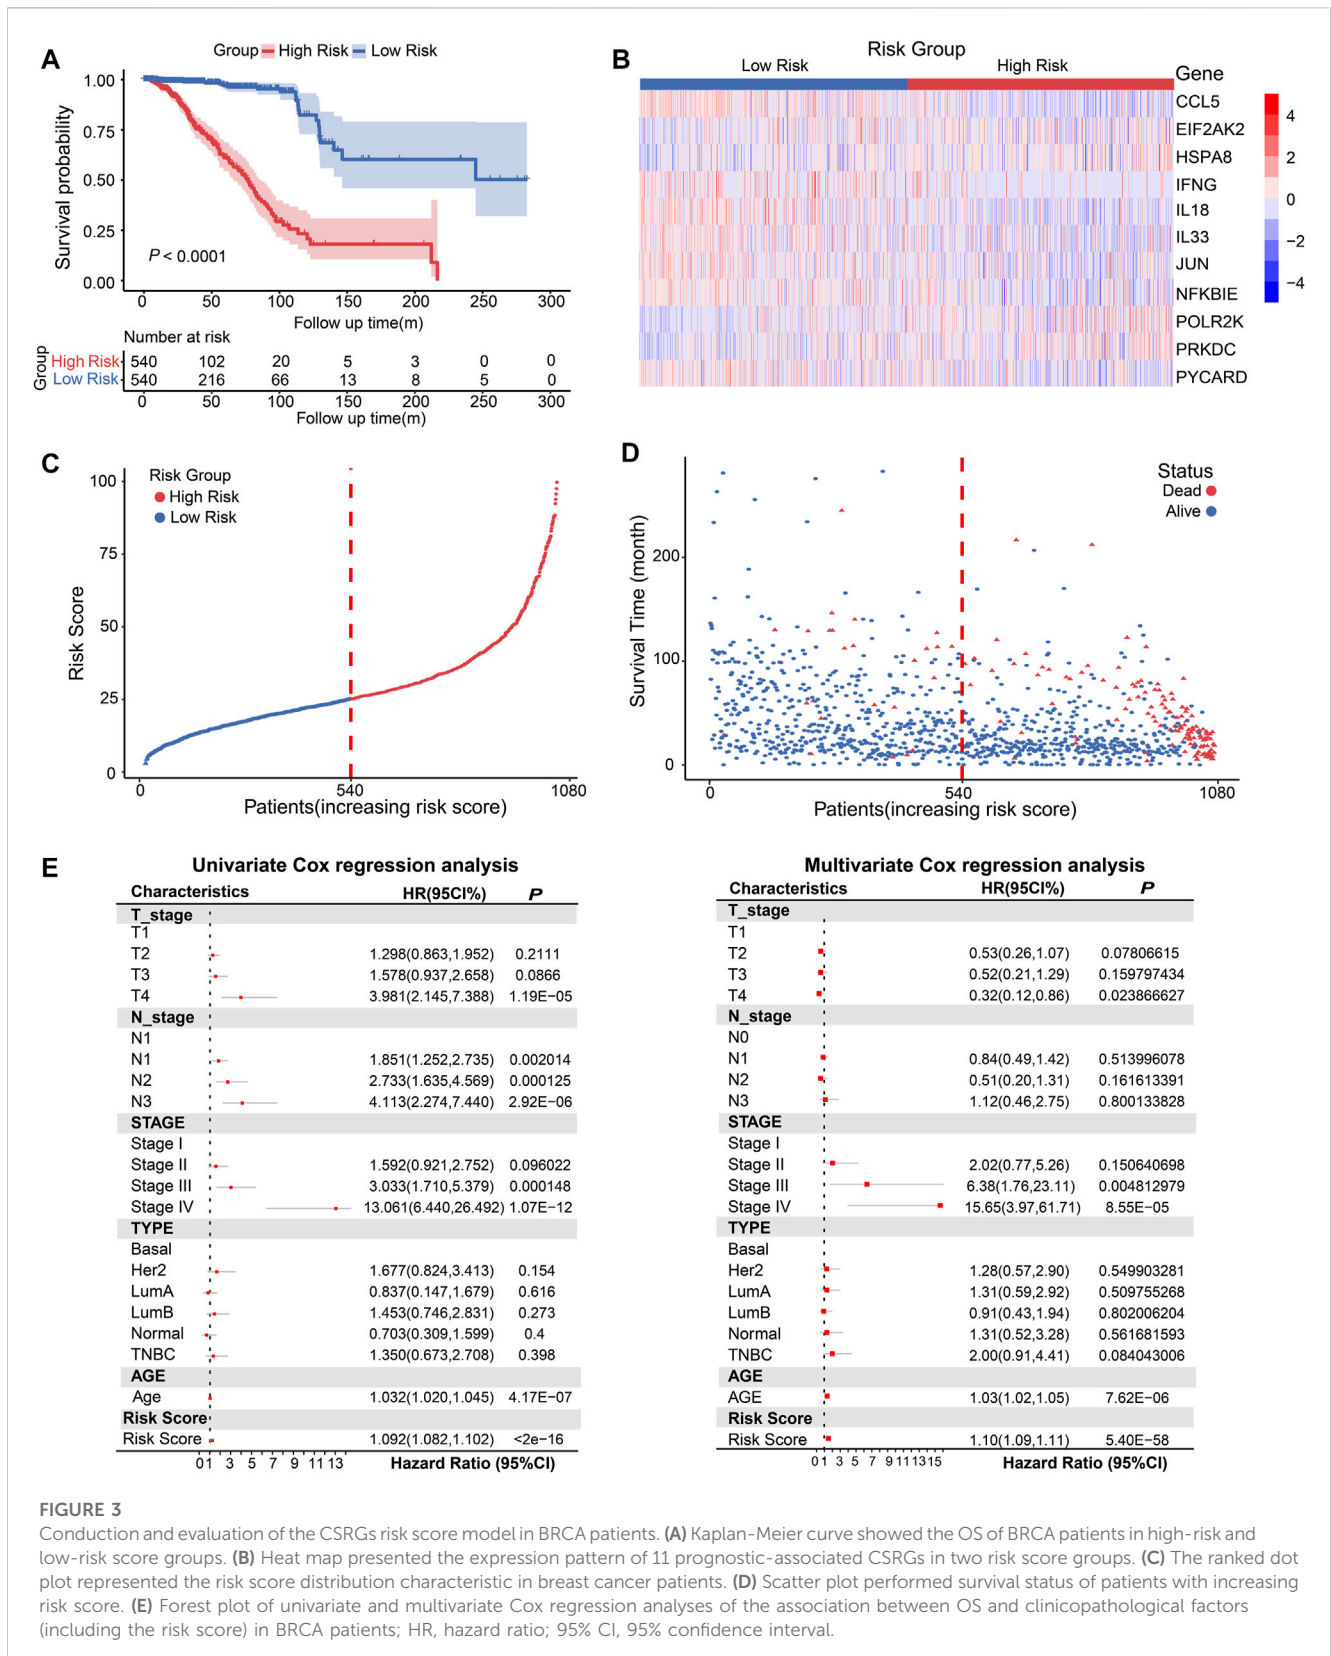 A
Group High Risk Low Risk
Survival probability
1.00
0.75
0.50
0.25
0.00
P < 0.0001
0 50 100 150 200 250 300
Follow up time(m)
Number at risk
Group
High Risk 540 102 20 5 3 0 0
Low Risk 540 216 66 13 8 5 0
0 50 100 150 200 250 300
Follow up time(m)
B
Risk Group
Low Risk High Risk
Gene
CCL5
EIF2AK2
HSPA8
IFNG
IL18
IL33
JUN
NFKBIE
POLR2K
PRKDC
PYCARD
4
2
0
−2
−4
C
Risk Group
High Risk
Low Risk
Risk Score
100
75
50
25
0
0 540 1080
Patients(increasing risk score)
D
Status
Dead
Alive
Survival Time (month)
200
100
0
0 540 1080
Patients(increasing risk score)
E
Univariate Cox regression analysis
Characteristics HR(95CI%) P
T_stage
T1
T2 1.298(0.863,1.952) 0.2111
T3 1.578(0.937,2.658) 0.0866
T4 3.981(2.145,7.388) 1.19E−05
N_stage
N1
N1 1.851(1.252,2.735) 0.002014
N2 2.733(1.635,4.569) 0.000125
N3 4.113(2.274,7.440) 2.92E−06
STAGE
Stage I
Stage II 1.592(0.921,2.752) 0.096022
Stage III 3.033(1.710,5.379) 0.000148
Stage IV 13.061(6.440,26.492) 1.07E−12
TYPE
Basal
Her2 1.677(0.824,3.413) 0.154
LumA 0.837(0.147,1.679) 0.616
LumB 1.453(0.746,2.831) 0.273
Normal 0.703(0.309,1.599) 0.4
TNBC 1.350(0.673,2.708) 0.398
AGE
Age 1.032(1.020,1.045) 4.17E−07
Risk Score
Risk Score 1.092(1.082,1.102) <2e−16
0 1 3 5 7 9 11 13 Hazard Ratio (95%CI)
Multivariate Cox regression analysis
Characteristics HR(95CI%) P
T_stage
T1
T2 0.53(0.26,1.07) 0.07806615
T3 0.52(0.21,1.29) 0.159797434
T4 0.32(0.12,0.86) 0.023866627
N_stage
N0
N1 0.84(0.49,1.42) 0.513996078
N2 0.51(0.20,1.31) 0.161613391
N3 1.12(0.46,2.75) 0.800133828
STAGE
Stage I
Stage II 2.02(0.77,5.26) 0.150640698
Stage III 6.38(1.76,23.11) 0.004812979
Stage IV 15.65(3.97,61.71) 8.55E−05
TYPE
Basal
Her2 1.28(0.57,2.90) 0.549903281
LumA 1.31(0.59,2.92) 0.509755268
LumB 0.91(0.43,1.94) 0.802006204
Normal 1.31(0.52,3.28) 0.561681593
TNBC 2.00(0.91,4.41) 0.084043006
AGE
AGE 1.03(1.02,1.05) 7.62E−06
Risk Score
Risk Score 1.10(1.09,1.11) 5.40E−58
0 1 3 5 7 9 11 13 15 Hazard Ratio (95%CI)
FIGURE 3
Conduction and evaluation of the CSRGs risk score model in BRCA patients. (A) Kaplan-Meier curve showed the OS of BRCA patients in high-risk and
low-risk score groups. (B) Heat map presented the expression pattern of 11 prognostic-associated CSRGs in two risk score groups. (C) The ranked dot
plot represented the risk score distribution characteristic in breast cancer patients. (D) Scatter plot performed survival status of patients with increasing
risk score. (E) Forest plot of univariate and multivariate Cox regression analyses of the association between OS and clinicopathological factors
(including the risk score) in BRCA patients; HR, hazard ratio; 95% CI, 95% confidence interval.